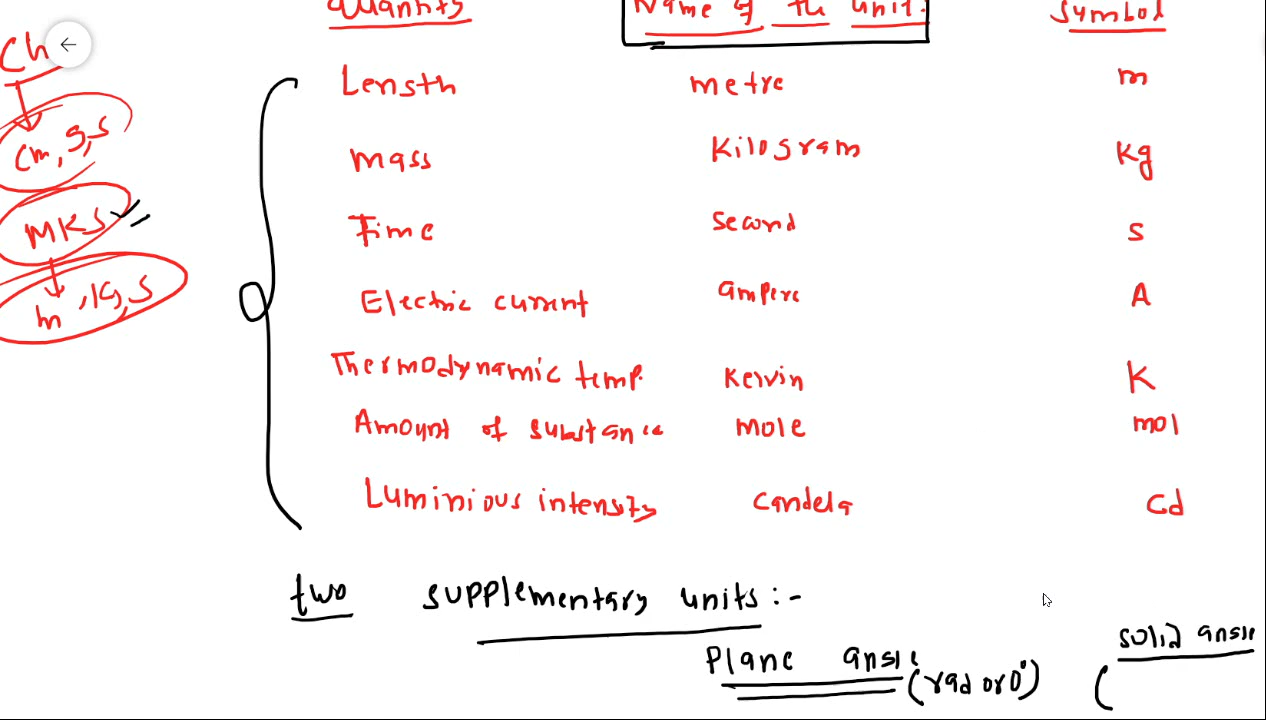 Quantity Name of the unit. Symbol
Ch
Length metre m
cm, g, s
Mass Kilogram Kg
MKS
Time Second s
m, kg, s
Electric current ampere A
Thermodynamic temp. Kelvin K
Amount of substance mole mol
Luminious intensity candela Cd
two supplementary units :-
Plane angle (rad or 0°) solid angle (